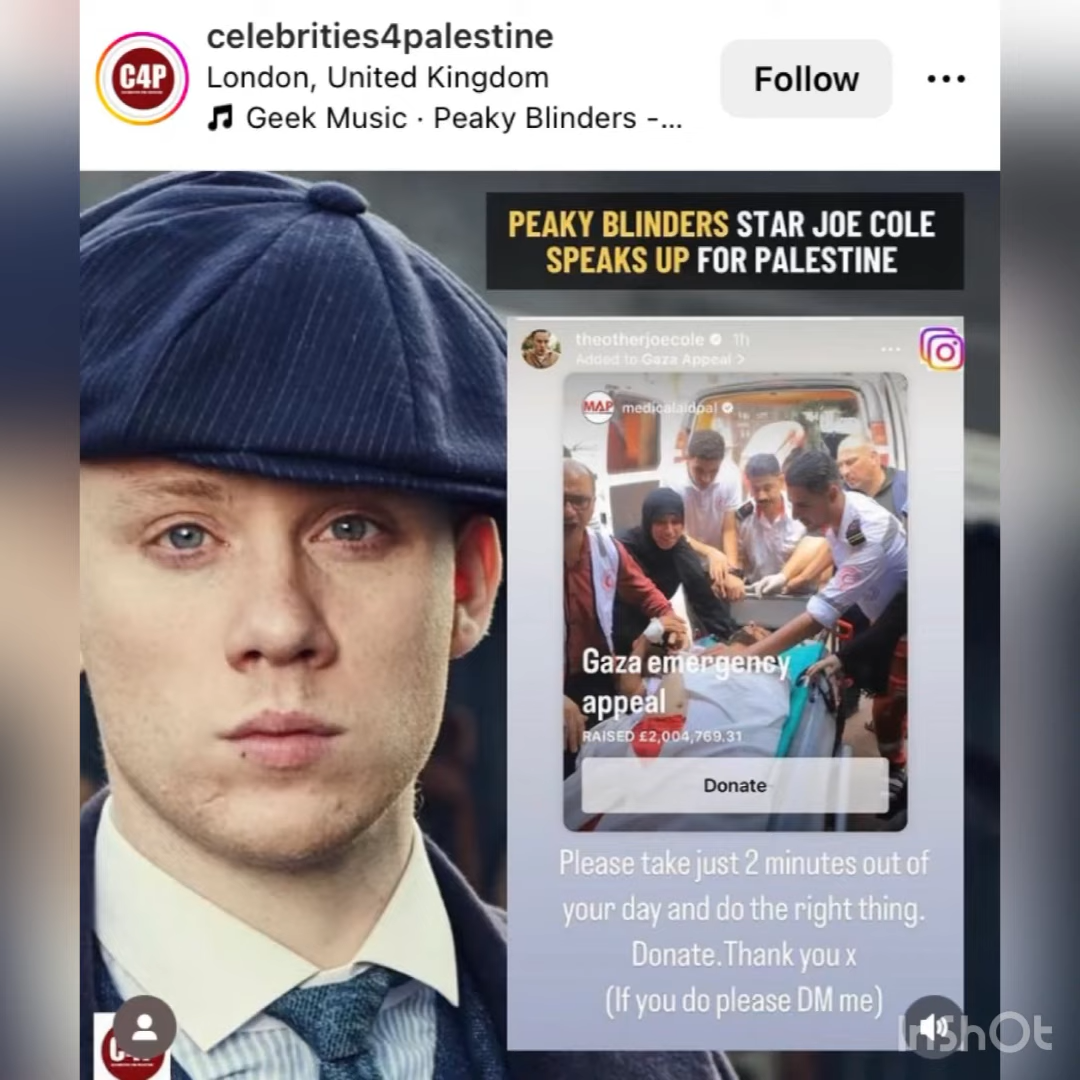 celebrities4palestine
London, United Kingdom
Geek Music · Peaky Blinders -...
Follow
C4P
PEAKY BLINDERS STAR JOE COLE
SPEAKS UP FOR PALESTINE
theotherjoecole 1h
Added to Gaza Appeal >
MAP medicalaidpal
Gaza emergency
appeal
RAISED £2,004,769.31
Donate
Please take just 2 minutes out of
your day and do the right thing.
Donate.Thank you x
(If you do please DM me)
InShOt